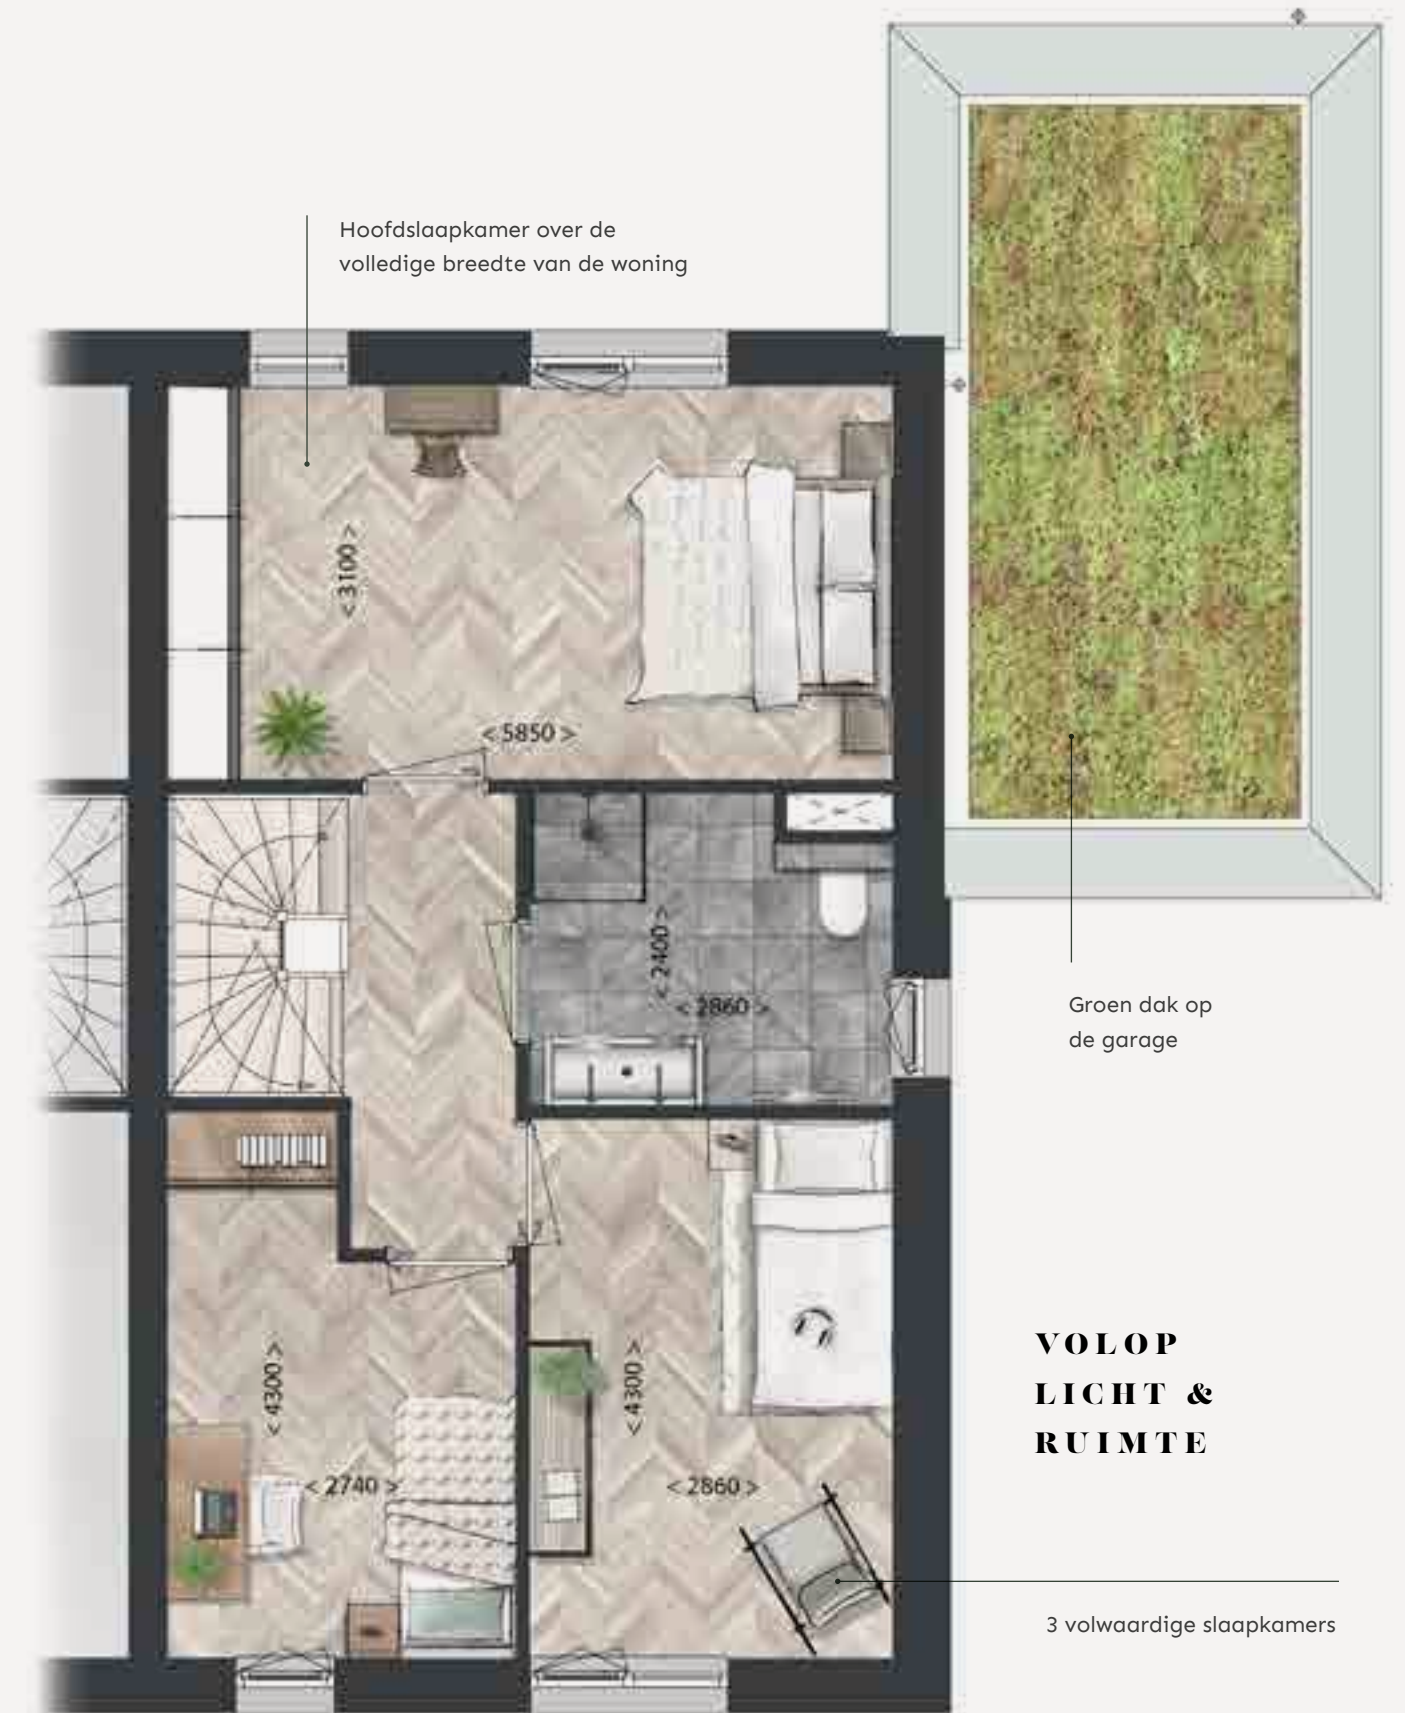 Hoofdslaapkamer over de
volledige breedte van de woning
< 3100 >
< 5850 >
< 2400 >
< 2860 >
Groen dak op
de garage
VOLOP
LICHT &
RUIMTE
< 4300 >
< 4300 >
< 2740 >
< 2860 >
3 volwaardige slaapkamers